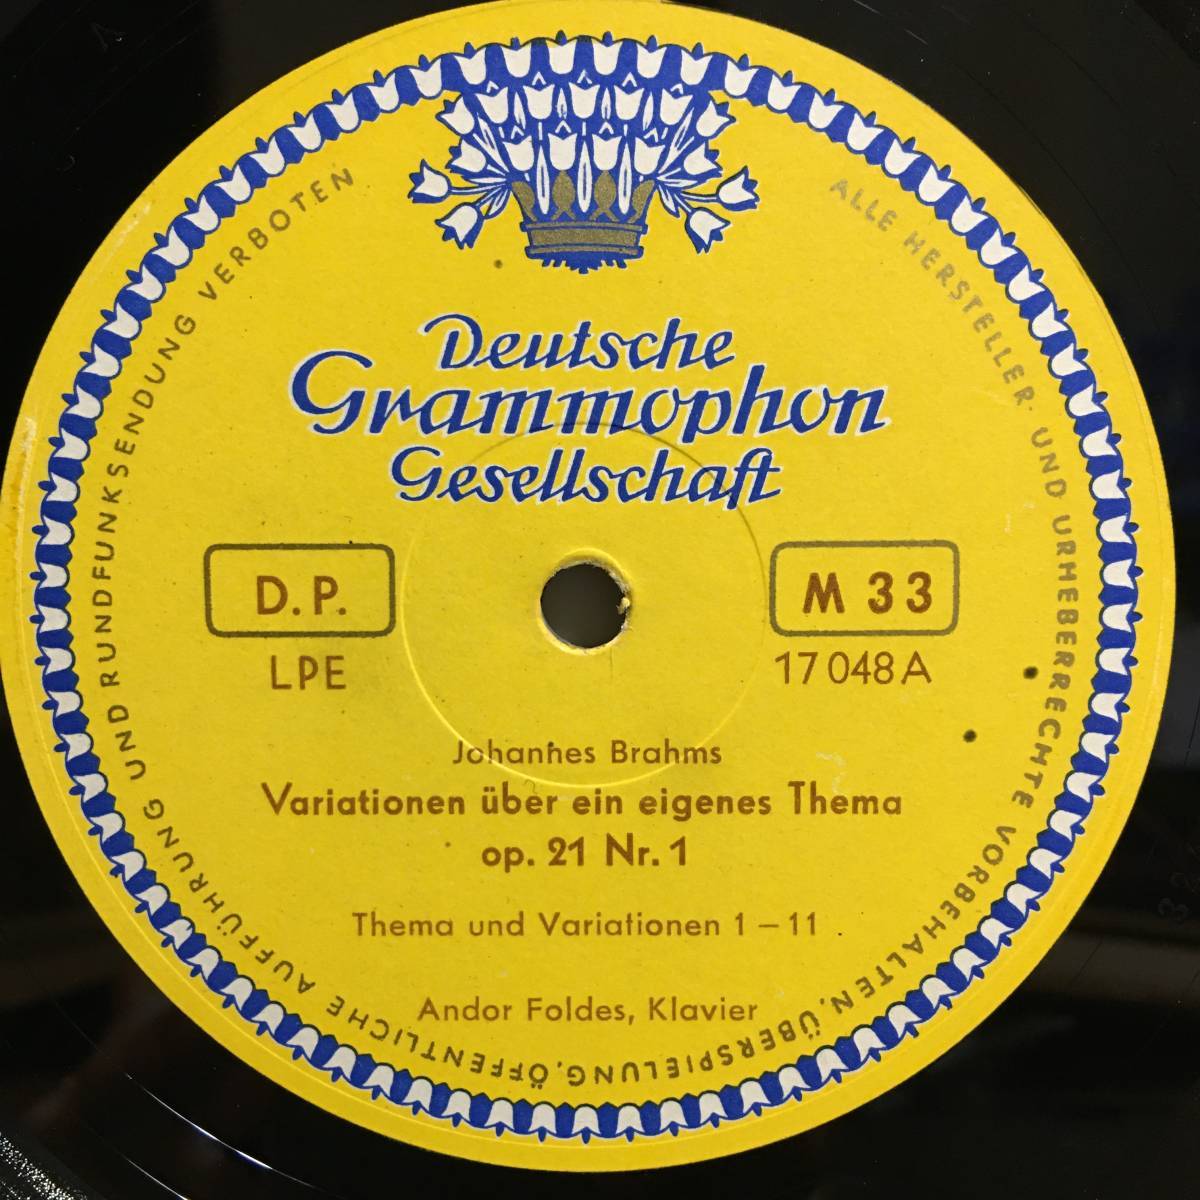 Deutsche
Grammophon
Gesellschaft
D.P.
LPE
M 33
17 048 A
Johannes Brahms
Variationen über ein eigenes Thema
op. 21 Nr. 1
Thema und Variationen 1 – 11
Andor Foldes, Klavier
ALLE HERSTELLER- UND URHEBERRECHTE VORBEHALTEN, ÜBERSPIELUNG, ÖFFENTLICHE AUFFÜHRUNG UND RUNDFUNKSENDUNG VERBOTEN